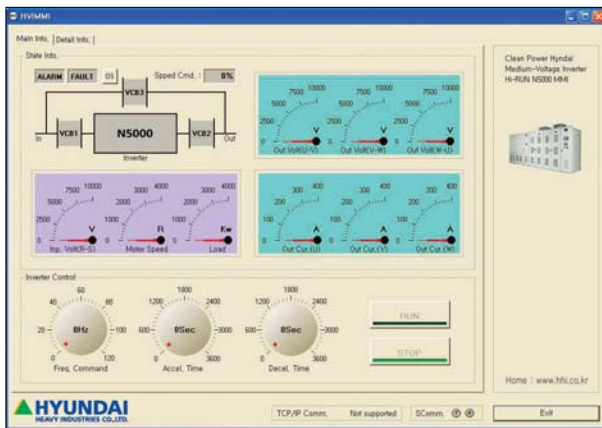 HVIMMI
Main Info. Detail Info.
State Info.
ALARM FAULT OS Spped Cmd. : 0%
VCB3
In VCB1 N5000 VCB2 Out
Inverter
0 2500 5000 7500 10000 V Out Volt(U-V)
0 2500 5000 7500 10000 V Out Volt(V-W)
0 2500 5000 7500 10000 V Out Volt(W-U)
0 2500 5000 7500 10000 V Inp. Volt(R-S)
0 1000 2000 3000 4000 R Motor Speed
0 1000 2000 3000 4000 Kw Load
0 100 200 300 400 A Out Cur.(U)
0 100 200 300 400 A Out Cur.(V)
0 100 200 300 400 A Out Cur.(W)
Inverter Control
0 20 40 60 80 100 120 0Hz Freq. Command
0 600 1200 1800 2400 3000 3600 0Sec Accel. Time
0 600 1200 1800 2400 3000 3600 0Sec Decel. Time
RUN
STOP
Clean Power Hyndai
Medium-Voltage Inverter
Hi-RUN N5000 MMI
Home : www.hhi.co.kr
HYUNDAI
HEAVY INDUSTRIES CO.,LTD.
TCP/IP Comm. Not supported SComm.
Exit